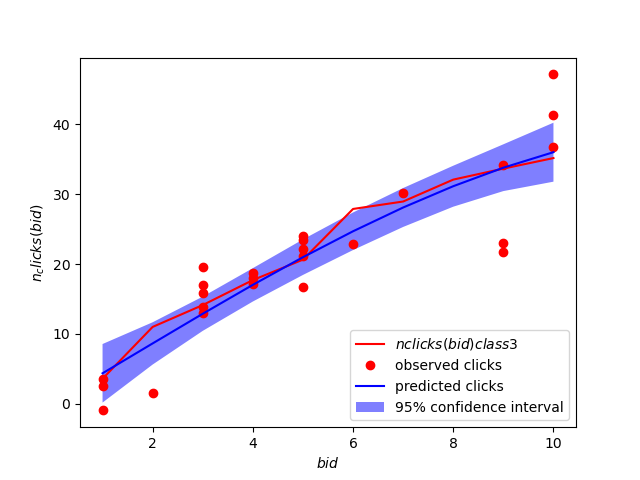 40
30
20
10
0
n_clicks(bid)
nclicks(bid)class3
observed clicks
predicted clicks
95% confidence interval
2 4 6 8 10
bid